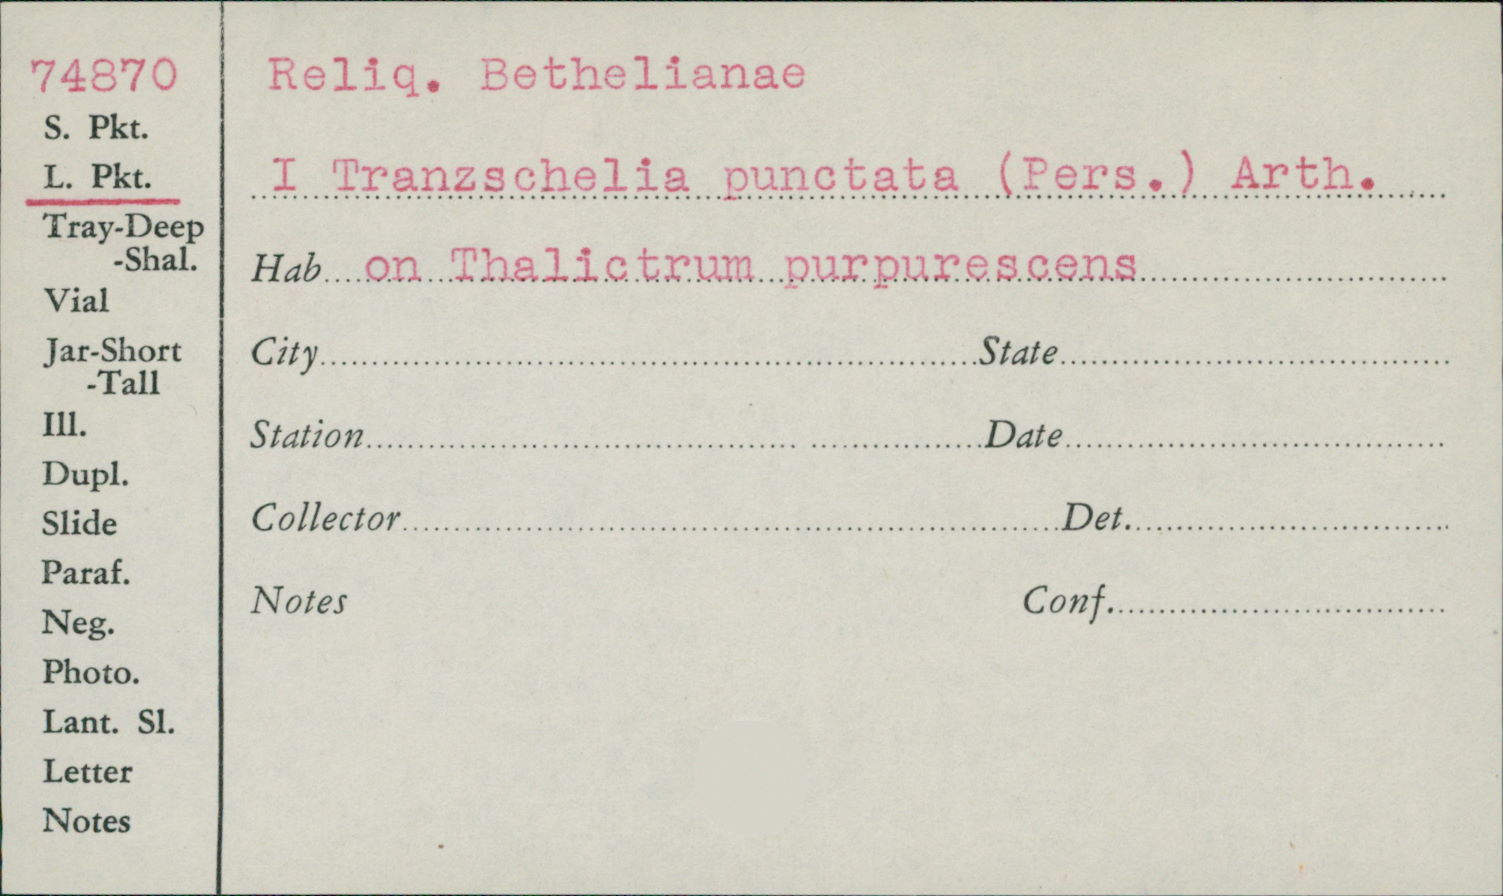 74870
S. Pkt.
L. Pkt.
Tray-Deep
-Shal.
Vial
Jar-Short
-Tall
Ill.
Dupl.
Slide
Paraf.
Neg.
Photo.
Lant. Sl.
Letter
Notes
Reliq. Bethelianae
I Tranzschelia punctata (Pers.) Arth.
Hab on Thalictrum purpurescens
City State
Station Date
Collector Det.
Notes Conf.